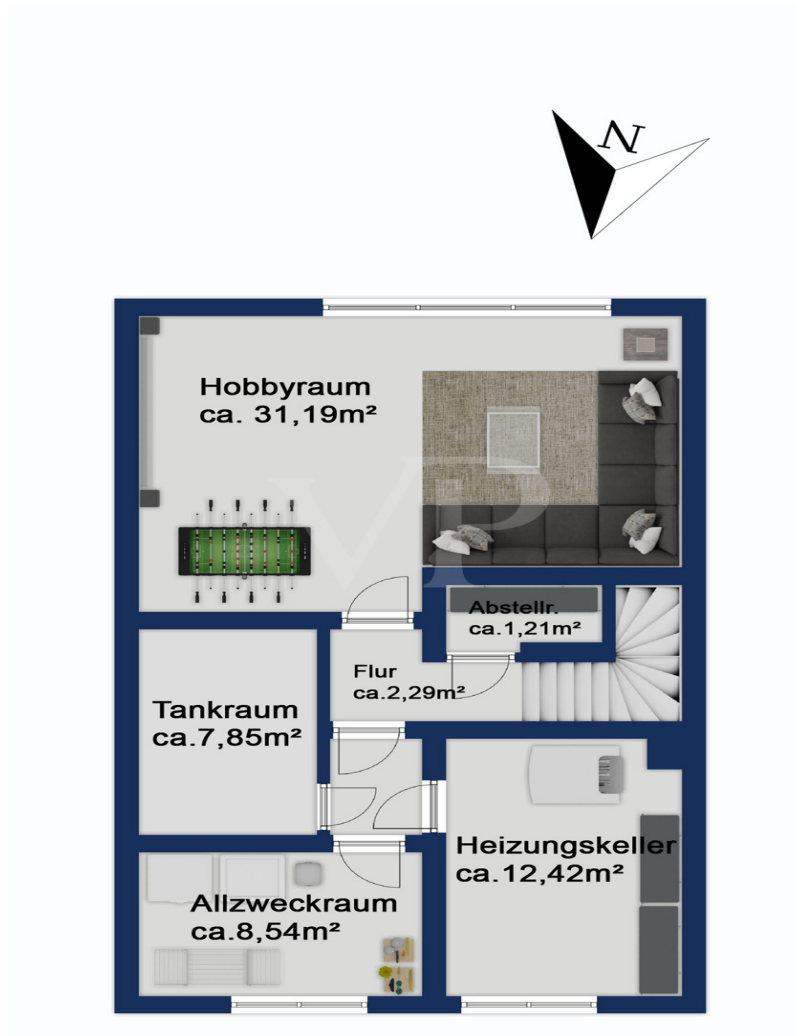 N
Hobbyraum
ca. 31,19m²
VP
Abstellr.
ca.1,21m²
Flur
ca.2,29m²
Tankraum
ca.7,85m²
Heizungskeller
ca.12,42m²
Allzweckraum
ca.8,54m²